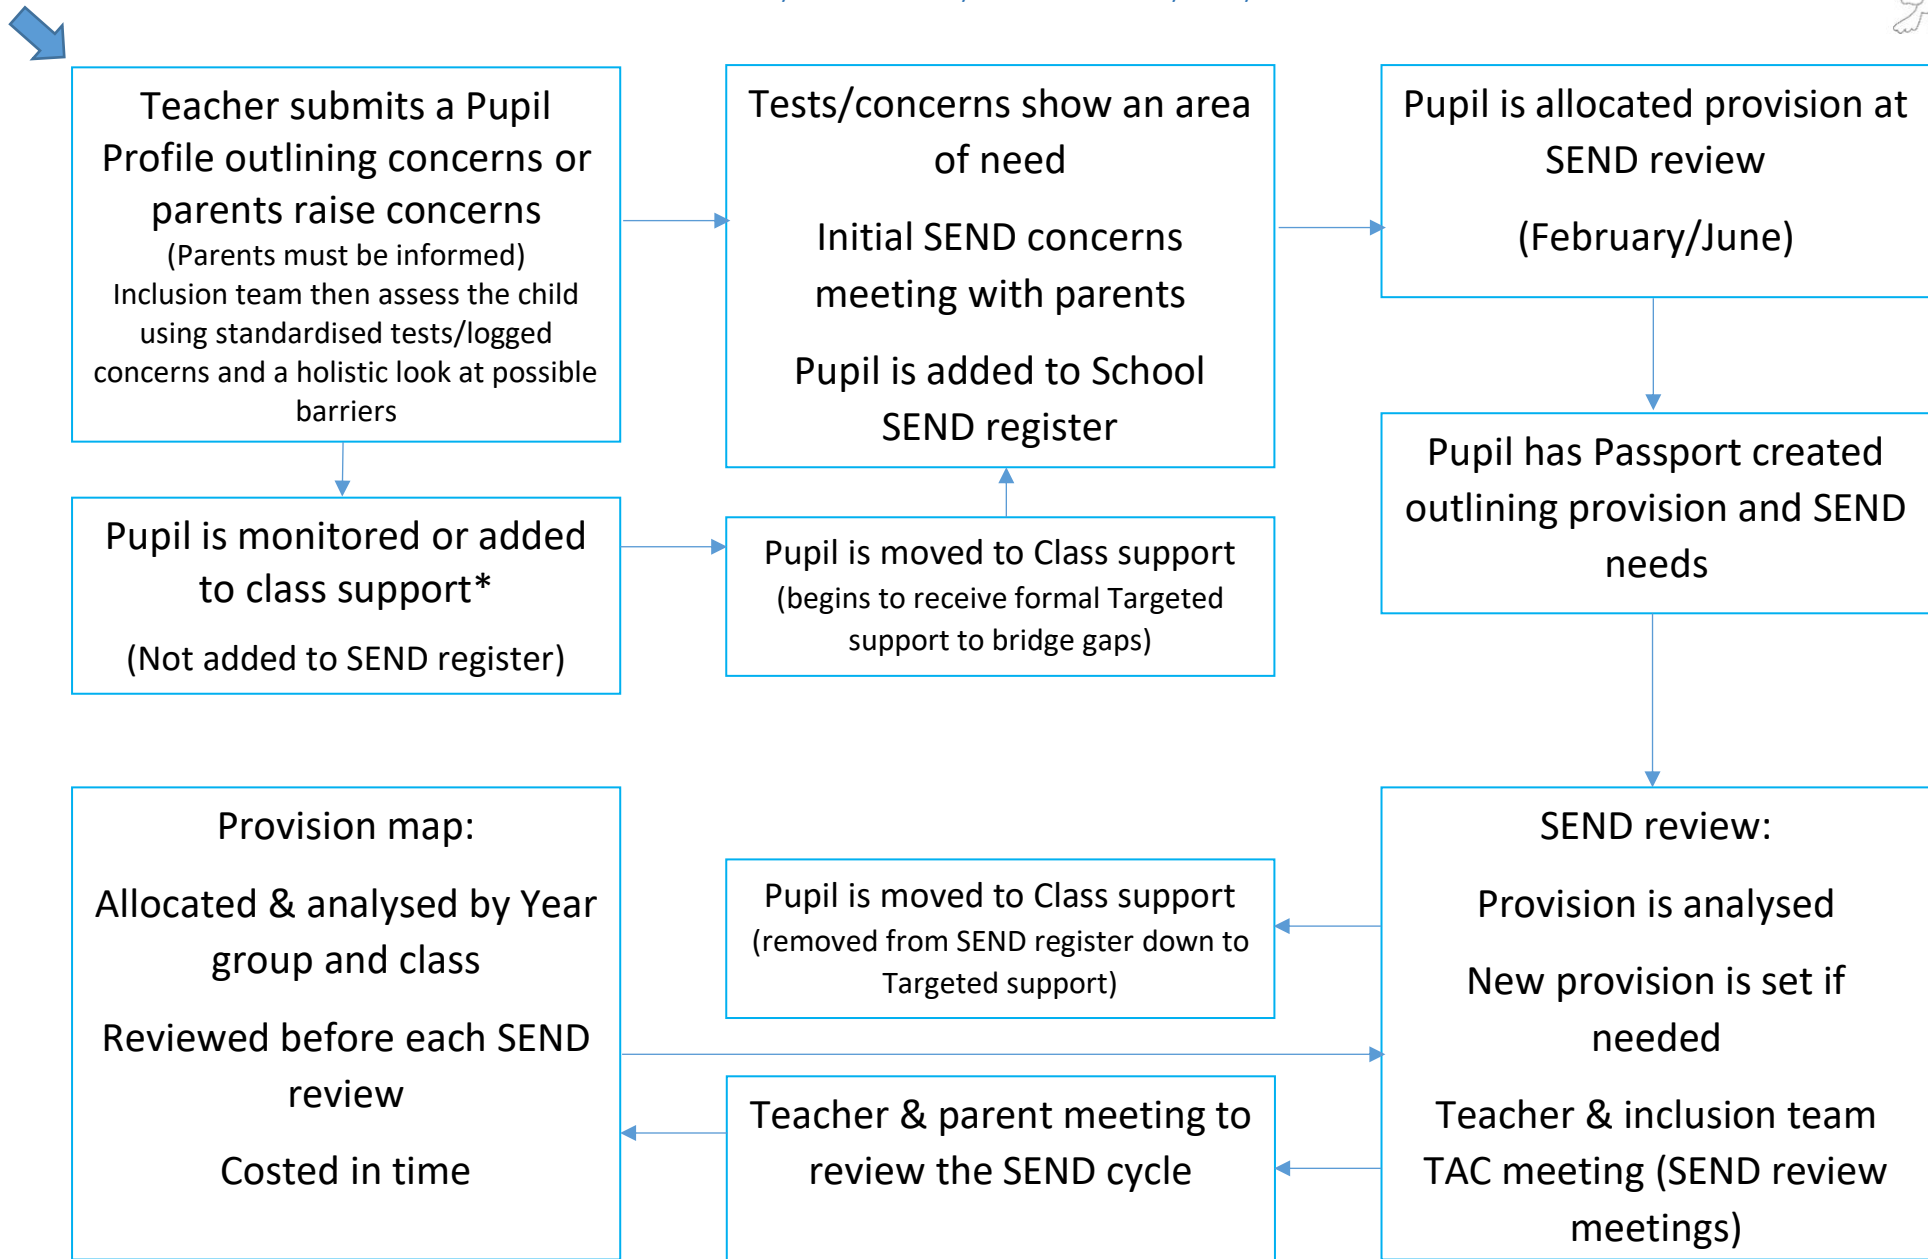 Teacher submits a Pupil
Profile outlining concerns or
parents raise concerns
(Parents must be informed)
Inclusion team then assess the child
using standardised tests/logged
concerns and a holistic look at possible
barriers
Tests/concerns show an area
of need
Initial SEND concerns
meeting with parents
Pupil is added to School
SEND register
Pupil is allocated provision at
SEND review
(February/June)
Pupil is monitored or added
to class support*
(Not added to SEND register)
Pupil is moved to Class support
(begins to receive formal Targeted
support to bridge gaps)
Pupil has Passport created
outlining provision and SEND
needs
Provision map:
Allocated & analysed by Year
group and class
Reviewed before each SEND
review
Costed in time
Pupil is moved to Class support
(removed from SEND register down to
Targeted support)
Teacher & parent meeting to
review the SEND cycle
SEND review:
Provision is analysed
New provision is set if
needed
Teacher & inclusion team
TAC meeting (SEND review
meetings)